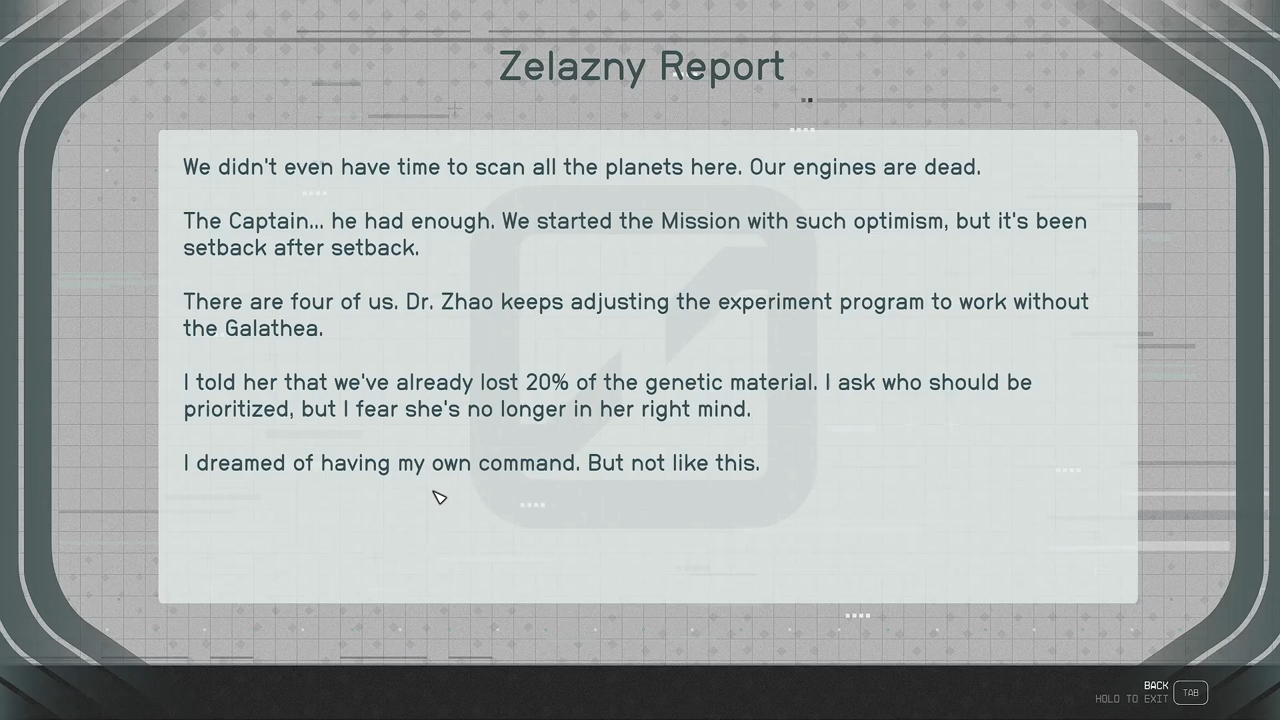 Zelazny Report
We didn't even have time to scan all the planets here. Our engines are dead.
The Captain... he had enough. We started the Mission with such optimism, but it's been
setback after setback.
There are four of us. Dr. Zhao keeps adjusting the experiment program to work without
the Galathea.
I told her that we've already lost 20% of the genetic material. I ask who should be
prioritized, but I fear she's no longer in her right mind.
I dreamed of having my own command. But not like this.
BACK
HOLD TO EXIT
TAB